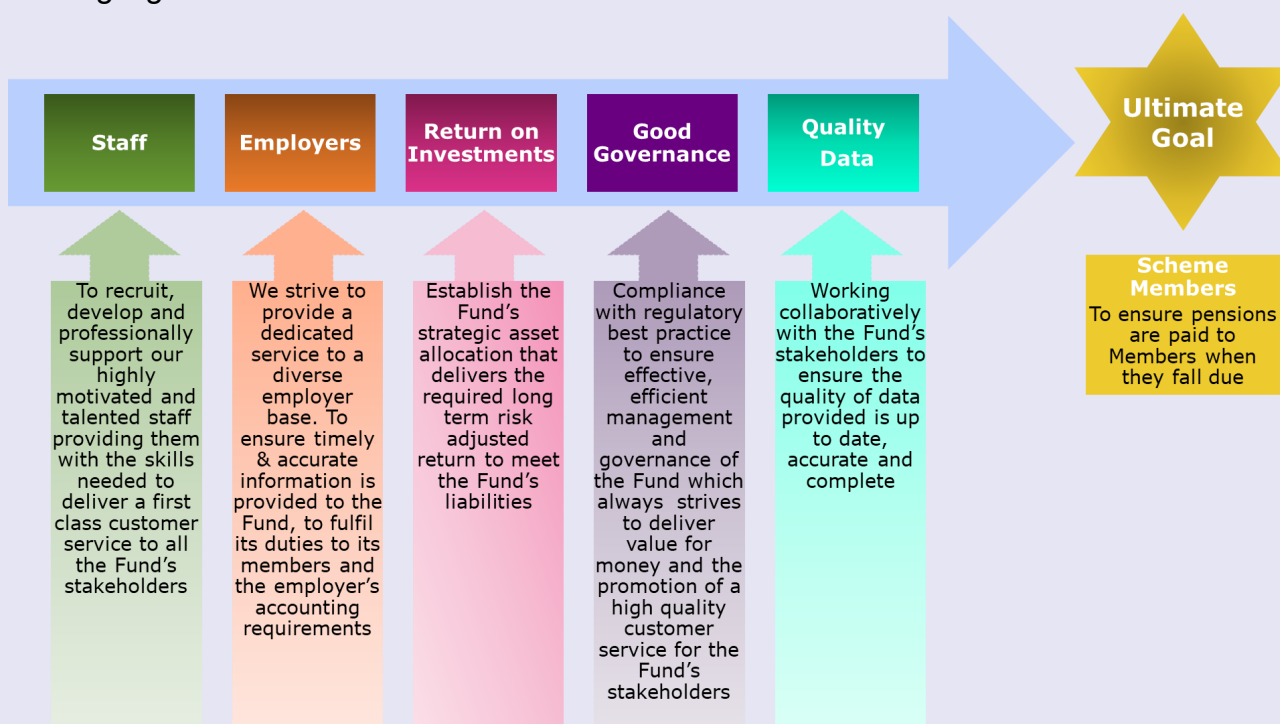 Staff
Employers
Return on
Investments
Good
Governance
Quality
Data
Ultimate
Goal
To recruit,
develop and
professionally
support our
highly
motivated and
talented staff
providing them
with the skills
needed to
deliver a first
class customer
service to all
the Fund’s
stakeholders
We strive to
provide a
dedicated
service to a
diverse
employer
base. To
ensure timely
& accurate
information is
provided to the
Fund, to fulfil
its duties to its
members and
the employer’s
accounting
requirements
Establish the
Fund’s
strategic asset
allocation that
delivers the
required long
term risk
adjusted
return to meet
the Fund’s
liabilities
Compliance
with regulatory
best practice
to ensure
effective,
efficient
management
and
governance of
the Fund which
always  strives
to deliver
value for
money and the
promotion of a
high quality
customer
service for the
Fund’s
stakeholders
Working
collaboratively
with the Fund’s
stakeholders to
ensure the
quality of data
provided is up
to date,
accurate and
complete
Scheme
Members
To ensure pensions
are paid to
Members when
they fall due